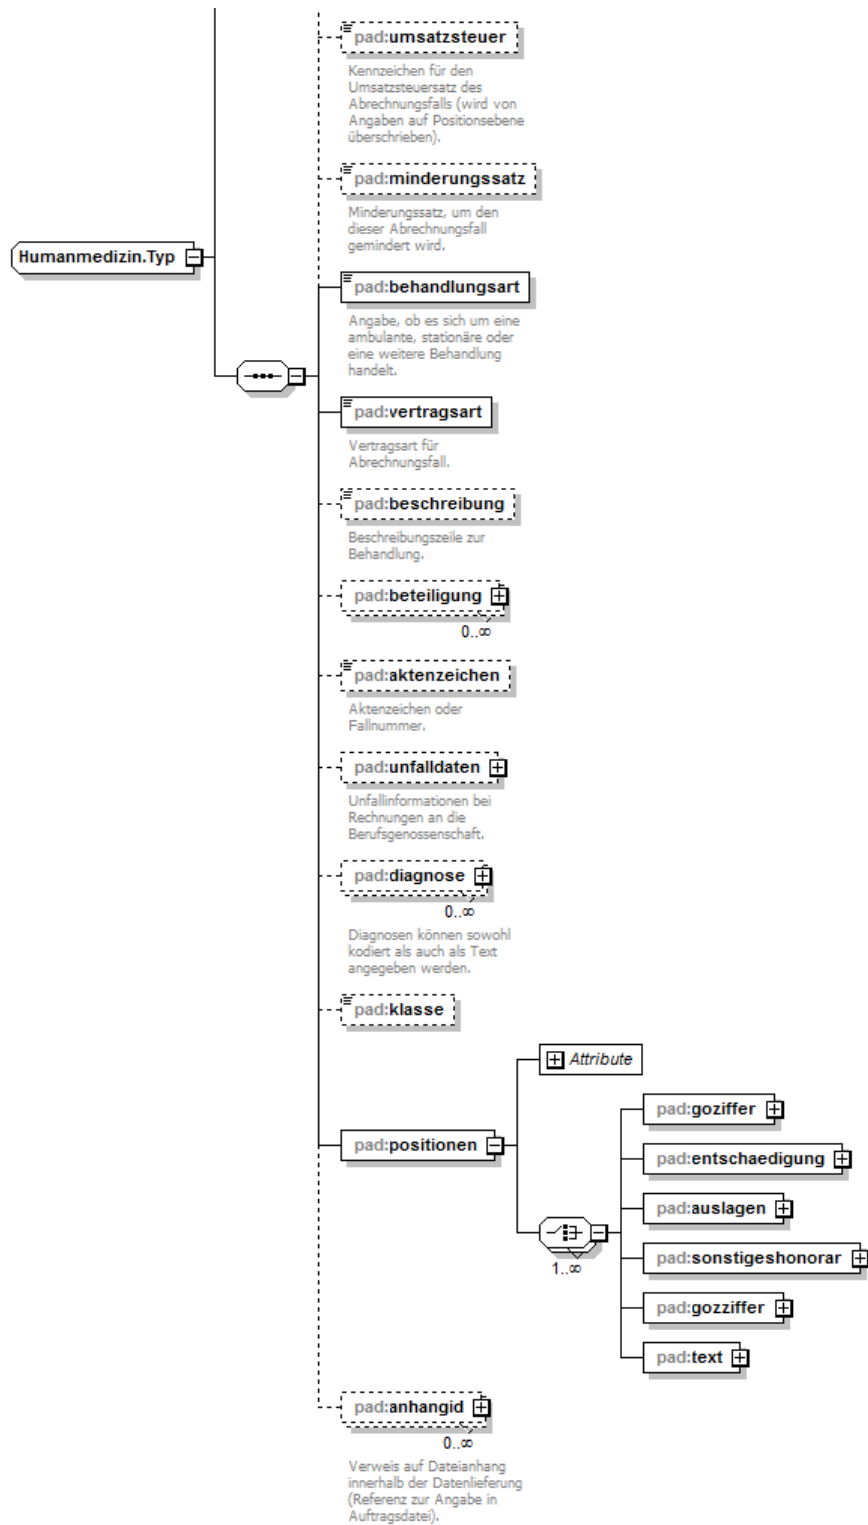 pad:umsatzsteuer
Kennzeichen für den
Umsatzsteuersatz des
Abrechnungsfalls (wird von
Angaben auf Positionsebene
überschrieben).
pad:minderungssatz
Minderungssatz, um den
dieser Abrechnungsfall
gemindert wird.
Humanmedizin.Typ
pad:behandlungsart
Angabe, ob es sich um eine
ambulante, stationäre oder
eine weitere Behandlung
handelt.
pad:vertragsart
Vertragsart für
Abrechnungsfall.
pad:beschreibung
Beschreibungszeile zur
Behandlung.
pad:beteiligung
0..∞
pad:aktenzeichen
Aktenzeichen oder
Fallnummer.
pad:unfalldaten
Unfallinformationen bei
Rechnungen an die
Berufsgenossenschaft.
pad:diagnose
0..∞
Diagnosen können sowohl
kodiert als auch als Text
angegeben werden.
pad:klasse
Attribute
pad:goziffer
pad:positionen
pad:entschaedigung
pad:auslagen
1..∞
pad:sonstigeshonorar
pad:gozziffer
pad:text
pad:anhangid
0..∞
Verweis auf Dateianhang
innerhalb der Datenlieferung
(Referenz zur Angabe in
Auftragsdatei).